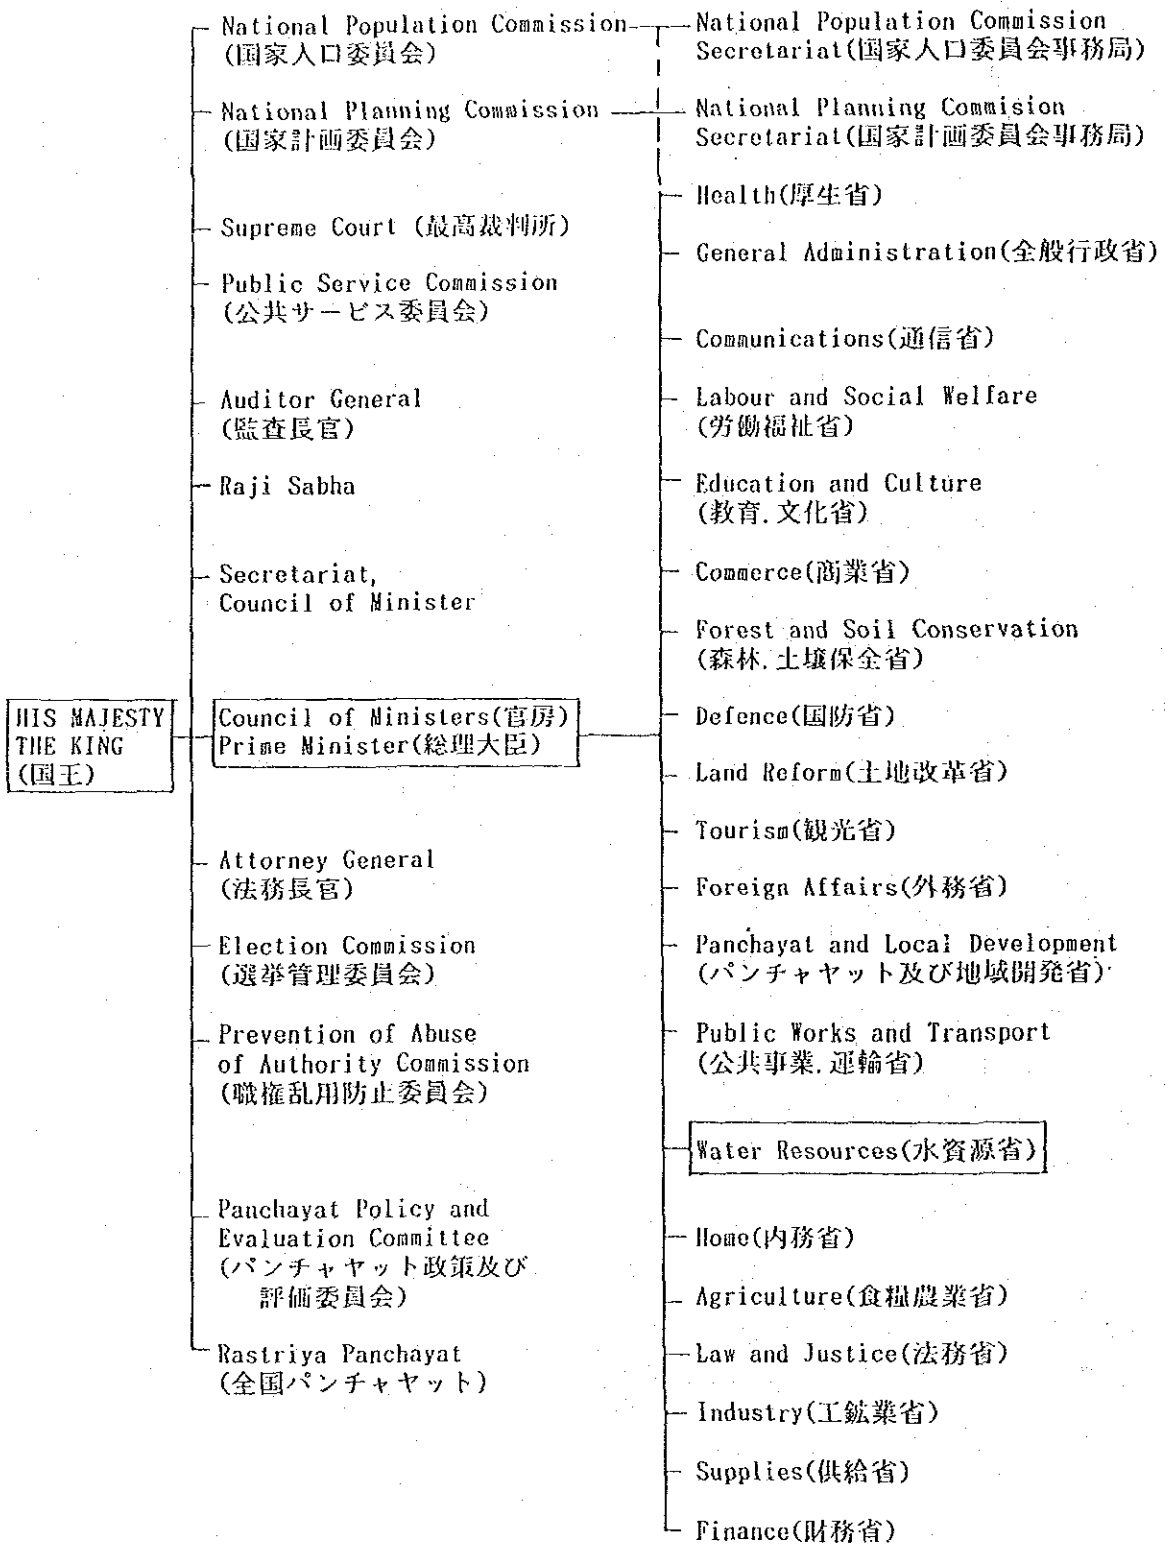 National Population Commission
(国家人口委員会)
National Planning Commission
(国家計画委員会)
Supreme Court (最高裁判所)
Public Service Commission
(公共サービス委員会)
Auditor General
(監査長官)
Raji Sabha
Secretariat,
Council of Minister
HIS MAJESTY
THE KING
(国王)
Council of Ministers(官房)
Prime Minister(総理大臣)
Attorney General
(法務長官)
Election Commission
(選挙管理委員会)
Prevention of Abuse
of Authority Commission
(職権乱用防止委員会)
Panchayat Policy and
Evaluation Committee
(パンチャヤット政策及び
評価委員会)
Rastriya Panchayat
(全国パンチャヤット)
National Population Commission
Secretariat(国家人口委員会事務局)
National Planning Commision
Secretariat(国家計画委員会事務局)
Health(厚生省)
General Administration(全般行政省)
Communications(通信省)
Labour and Social Welfare
(労働福祉省)
Education and Culture
(教育.文化省)
Commerce(商業省)
Forest and Soil Conservation
(森林.土壌保全省)
Defence(国防省)
Land Reform(土地改革省)
Tourism(観光省)
Foreign Affairs(外務省)
Panchayat and Local Development
(パンチャヤット及び地域開発省)
Public Works and Transport
(公共事業.運輸省)
Water Resources(水資源省)
Home(内務省)
Agriculture(食糧農業省)
Law and Justice(法務省)
Industry(工鉱業省)
Supplies(供給省)
Finance(財務省)